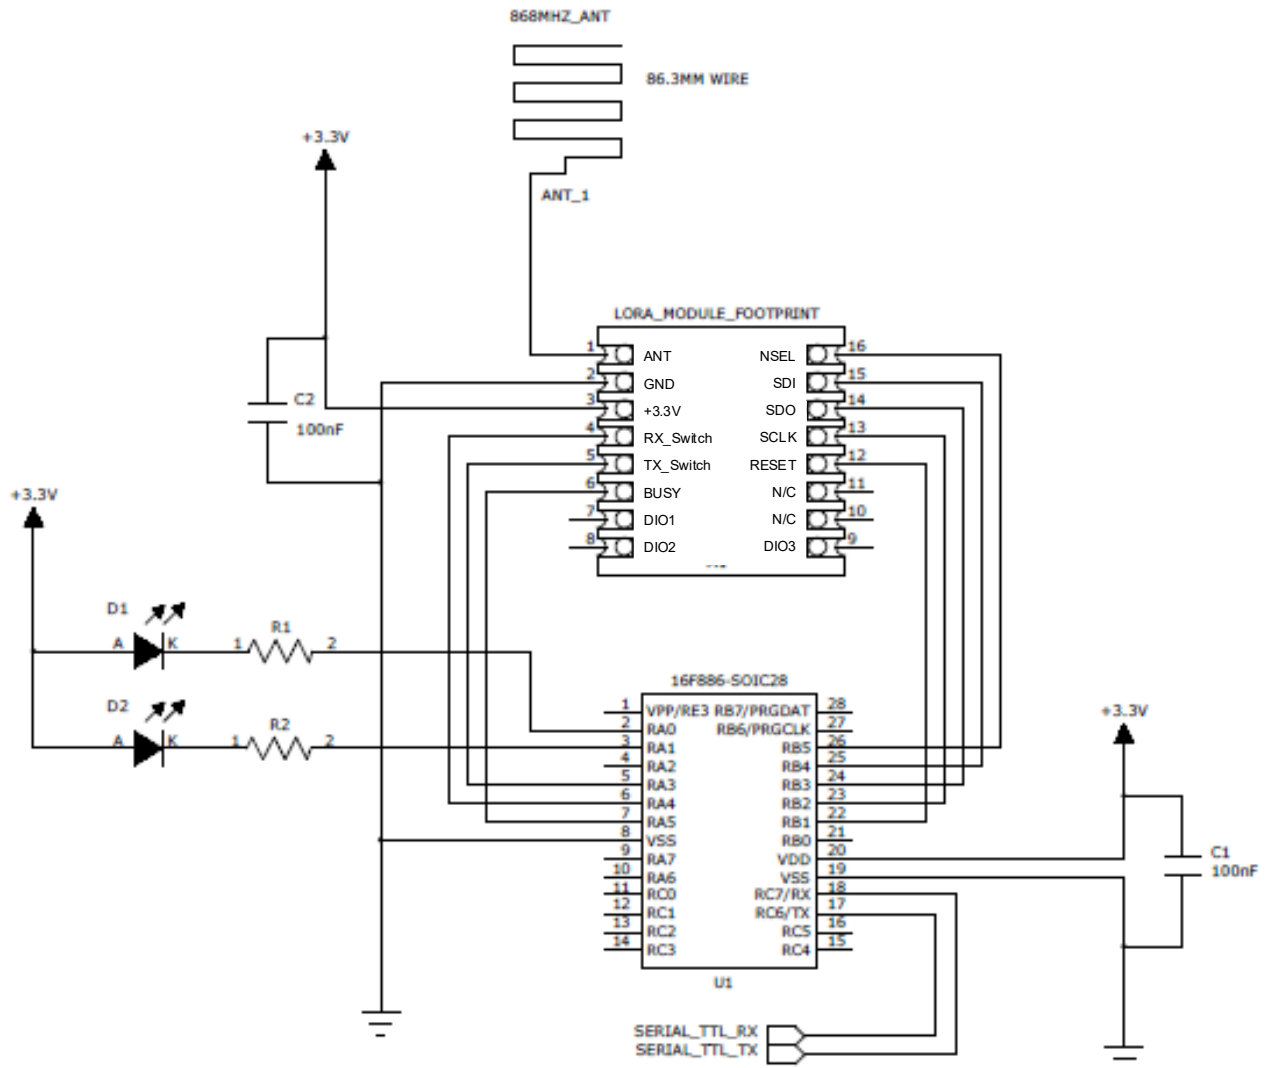 868MHZ_ANT
86.3MM WIRE
+3.3V
ANT_1
LORA_MODULE_FOOTPRINT
1 ANT NSEL 16
2 GND SDI 15
3 +3.3V SDO 14
4 RX_Switch SCLK 13
5 TX_Switch RESET 12
6 BUSY N/C 11
7 DIO1 N/C 10
8 DIO2 DIO3 9
C2
100nF
+3.3V
D1
A K 1 R1 2
D2
A K 1 R2 2
16F886-SOIC28
1 VPP/RE3 RB7/PRGDAT 28
2 RA0 RB6/PRGCLK 27
3 RA1 RB5 26
4 RA2 RB4 25
5 RA3 RB3 24
6 RA4 RB2 23
7 RA5 RB1 22
8 VSS RB0 21
9 RA7 VDD 20
10 RA6 VSS 19
11 RC0 RC7/RX 18
12 RC1 RC6/TX 17
13 RC2 RC5 16
14 RC3 RC4 15
U1
+3.3V
C1
100nF
SERIAL_TTL_RX
SERIAL_TTL_TX